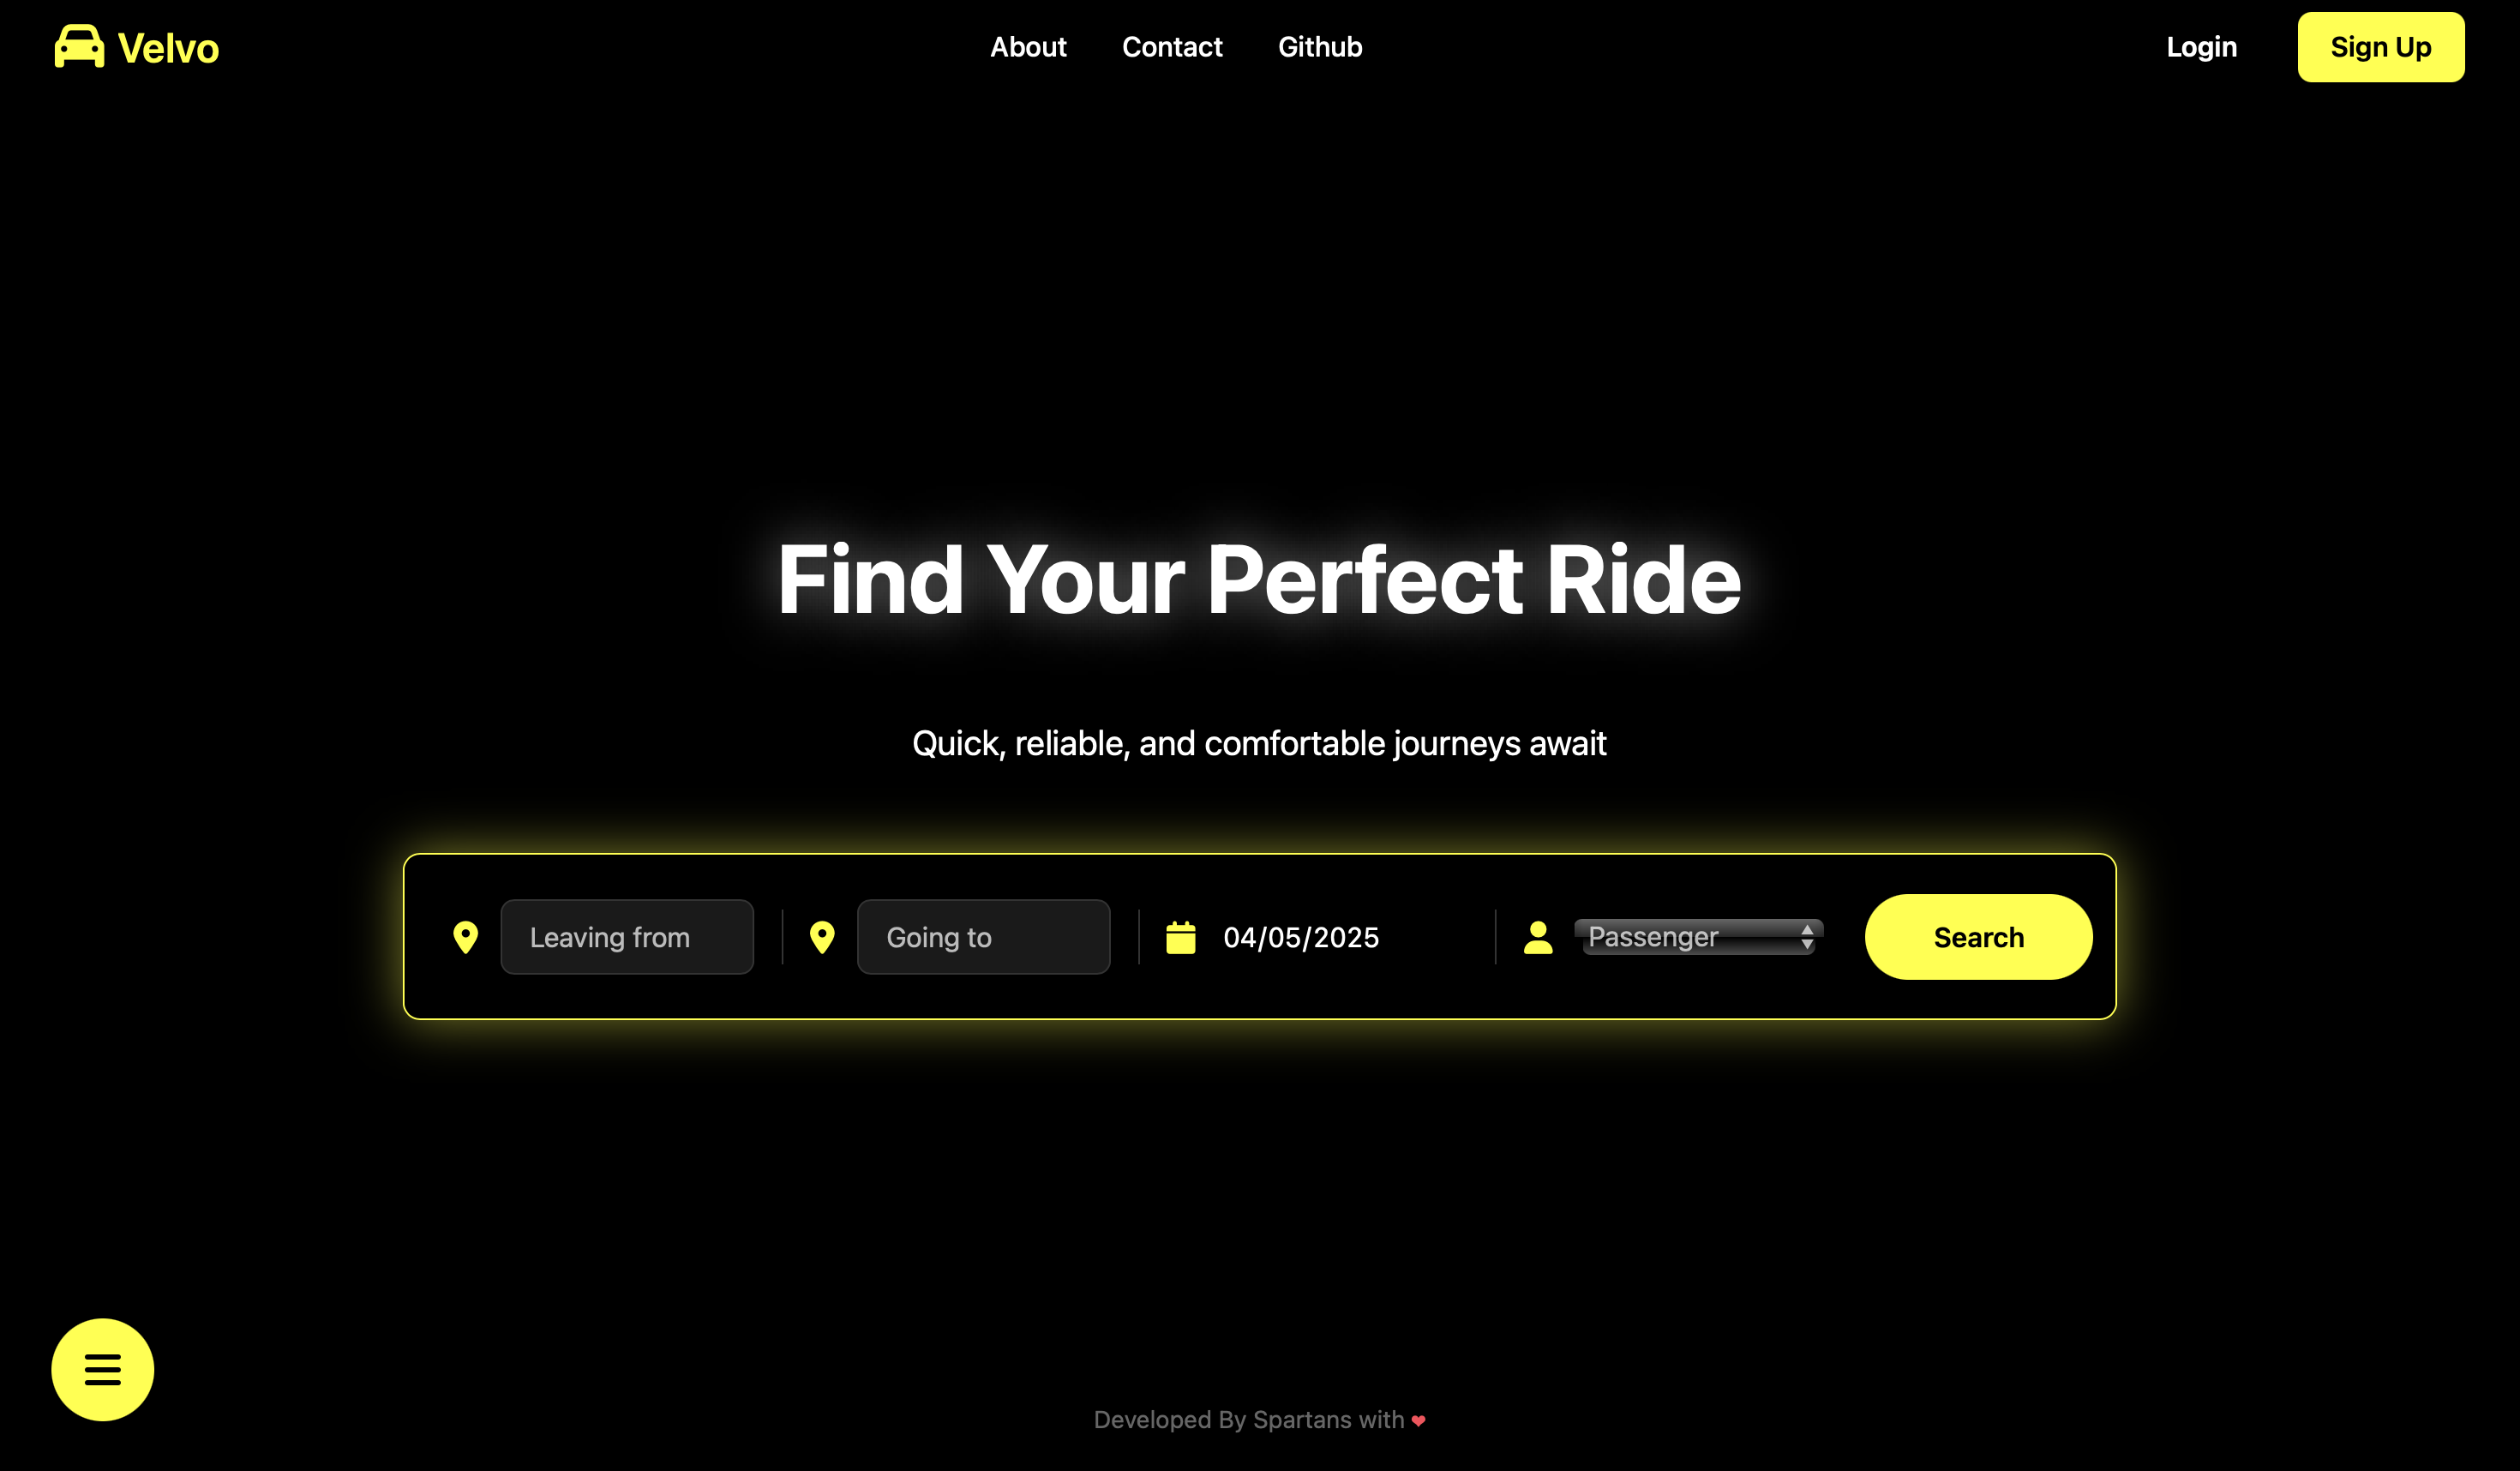 Velvo
About Contact Github
Login
Sign Up
Find Your Perfect Ride
Quick, reliable, and comfortable journeys await
Leaving from
Going to
04/05/2025
Passenger
Search
Developed By Spartans with ❤